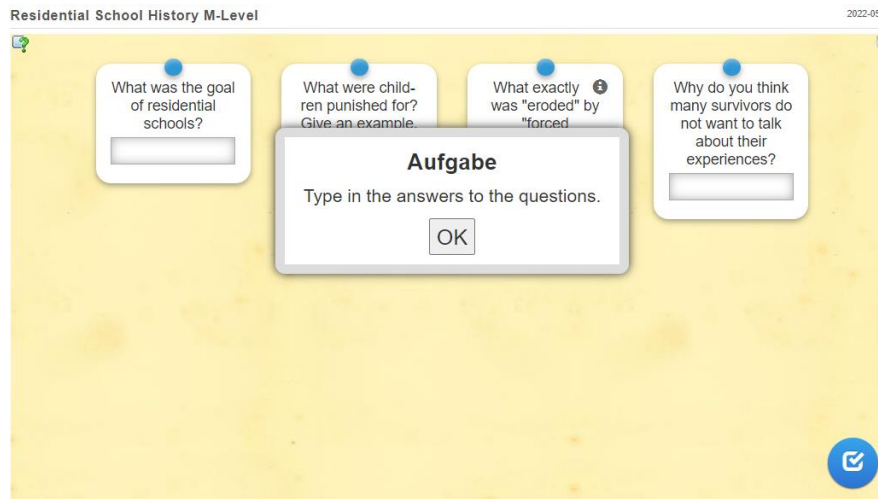 Residential School History M-Level
2022-05
What was the goal
of residential
schools?
What were child-
ren punished for?
Give an example.
What exactly
was "eroded" by
"forced
Why do you think
many survivors do
not want to talk
about their
experiences?
Aufgabe
Type in the answers to the questions.
OK